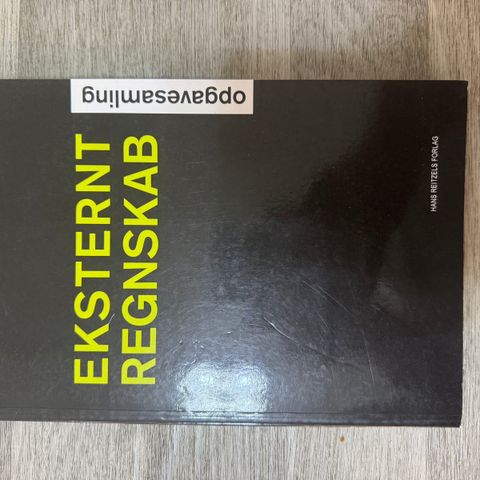 EKSTERNT
REGNSKAB
opgavesamling
HANS REITZELS FORLAG